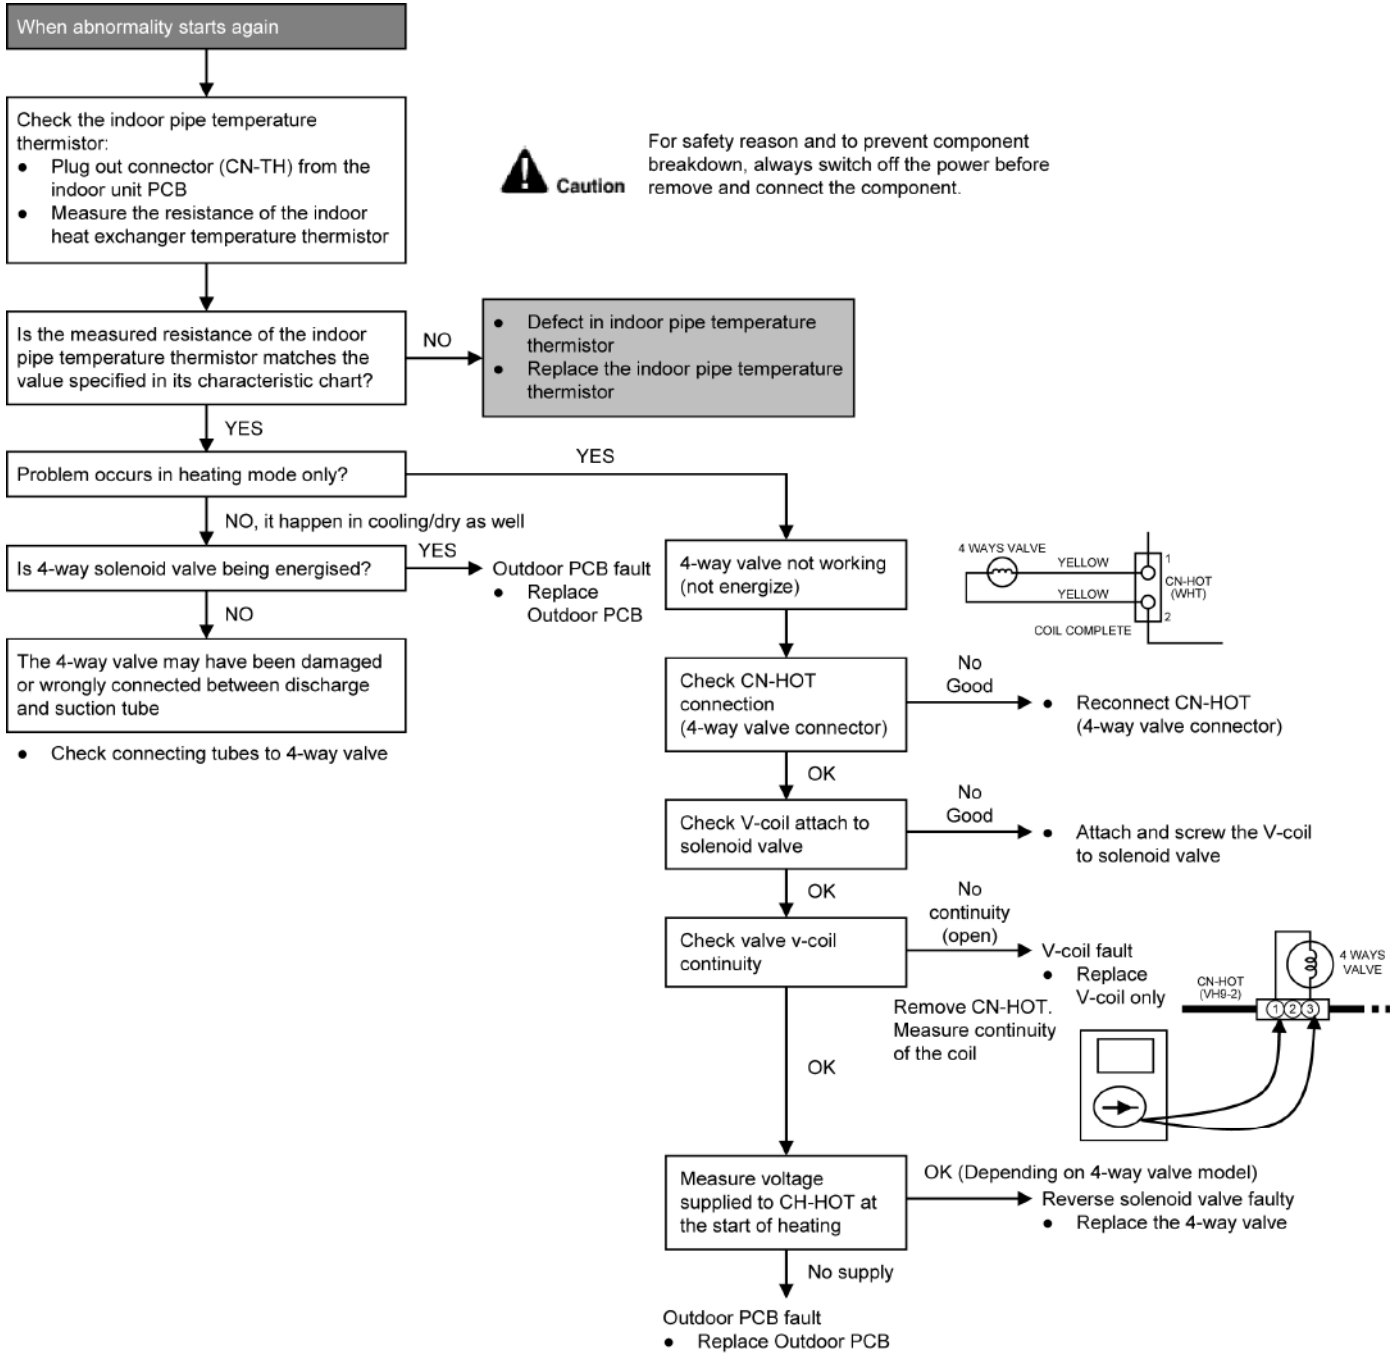 When abnormality starts again
Check the indoor pipe temperature
thermistor:
● Plug out connector (CN-TH) from the
indoor unit PCB
● Measure the resistance of the indoor
heat exchanger temperature thermistor
Caution
For safety reason and to prevent component
breakdown, always switch off the power before
remove and connect the component.
Is the measured resistance of the indoor
pipe temperature thermistor matches the
value specified in its characteristic chart?
NO
● Defect in indoor pipe temperature
thermistor
● Replace the indoor pipe temperature
thermistor
YES
Problem occurs in heating mode only?
YES
NO, it happen in cooling/dry as well
Is 4-way solenoid valve being energised?
YES
Outdoor PCB fault
● Replace
Outdoor PCB
NO
The 4-way valve may have been damaged
or wrongly connected between discharge
and suction tube
● Check connecting tubes to 4-way valve
4-way valve not working
(not energize)
4 WAYS VALVE
YELLOW
1
CN-HOT
(WHT)
YELLOW
2
COIL COMPLETE
Check CN-HOT
connection
(4-way valve connector)
No
Good
● Reconnect CN-HOT
(4-way valve connector)
OK
Check V-coil attach to
solenoid valve
No
Good
● Attach and screw the V-coil
to solenoid valve
OK
Check valve v-coil
continuity
No
continuity
(open)
V-coil fault
● Replace
V-coil only
Remove CN-HOT.
Measure continuity
of the coil
CN-HOT
(VH9-2)
4 WAYS
VALVE
1 2 3
OK
Measure voltage
supplied to CH-HOT at
the start of heating
OK (Depending on 4-way valve model)
Reverse solenoid valve faulty
● Replace the 4-way valve
No supply
Outdoor PCB fault
● Replace Outdoor PCB